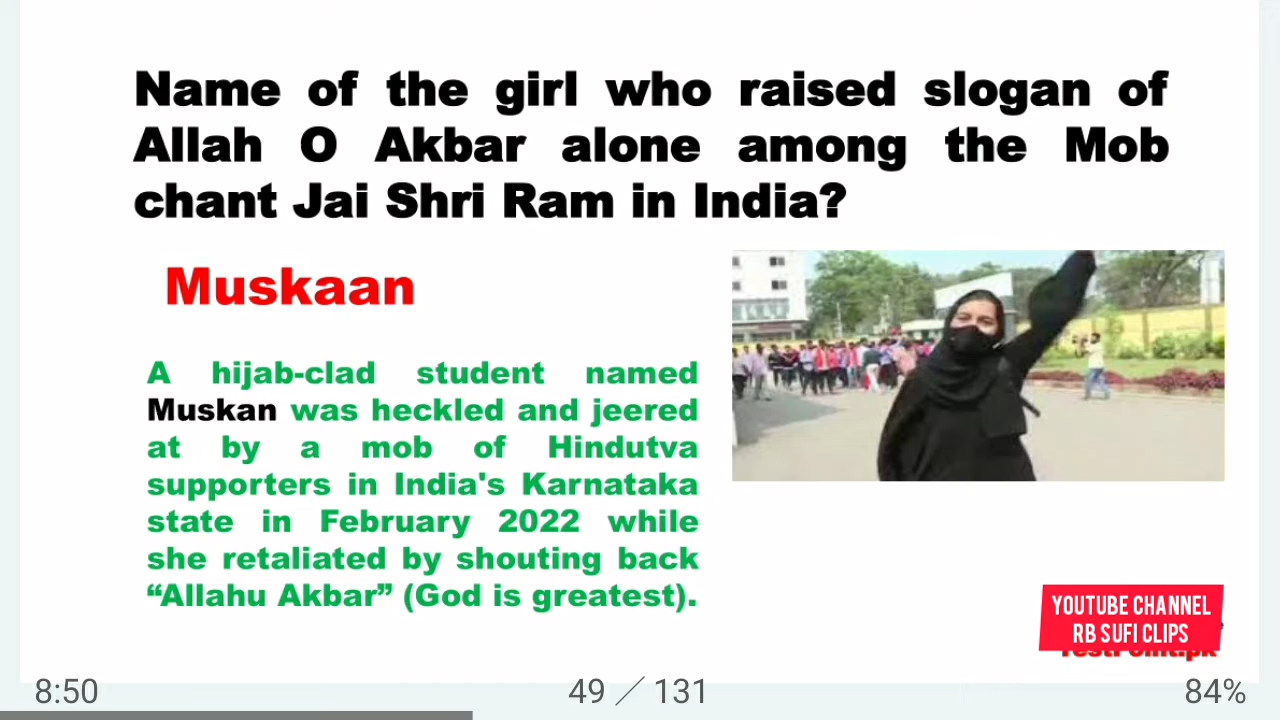 Name of the girl who raised slogan of
Allah O Akbar alone among the Mob
chant Jai Shri Ram in India?
Muskaan
A hijab-clad student named
Muskan was heckled and jeered
at by a mob of Hindutva
supporters in India's Karnataka
state in February 2022 while
she retaliated by shouting back
“Allahu Akbar” (God is greatest).
YOUTUBE CHANNEL
RB SUFI CLIPS
TestPoint.pk
8:50
49 / 131
84%